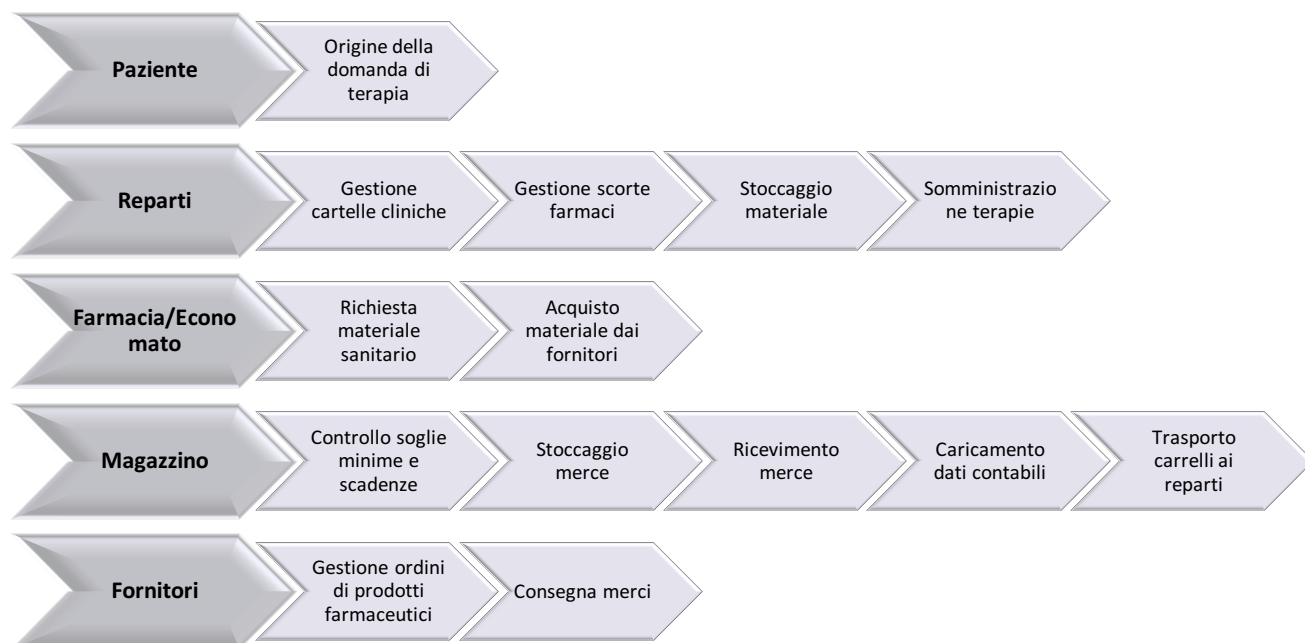 Paziente
Origine della
domanda di
terapia
Reparti
Gestione
cartelle cliniche
Gestione scorte
farmaci
Stoccaggio
materiale
Somministrazio
ne terapie
Farmacia/Econo
mato
Richiesta
materiale
sanitario
Acquisto
materiale dai
fornitori
Magazzino
Controllo soglie
minime e
scadenze
Stoccaggio
merce
Ricevimento
merce
Caricamento
dati contabili
Trasporto
carrelli ai
reparti
Fornitori
Gestione ordini
di prodotti
farmaceutici
Consegna merci